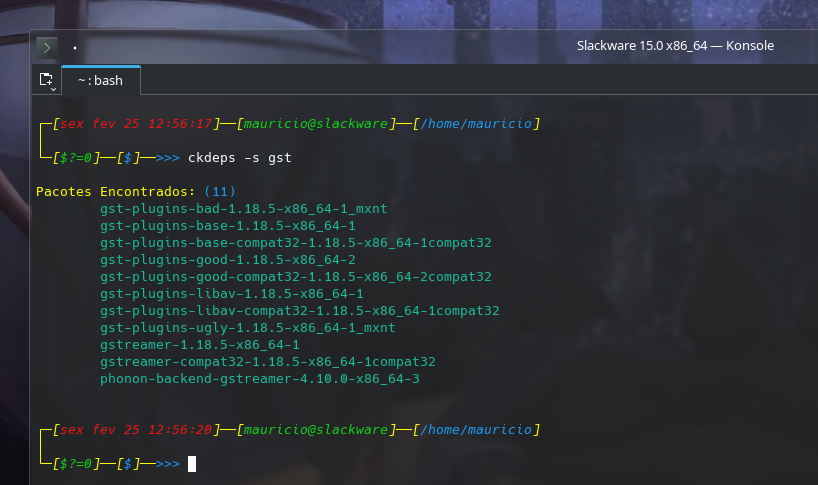 Slackware 15.0 x86_64 — Konsole
~ : bash
┌─[sex fev 25 12:56:17]──[mauricio@slackware]──[/home/mauricio]
└─[$?=0]──[$]──>>> ckdeps -s gst
Pacotes Encontrados: (11)
gst-plugins-bad-1.18.5-x86_64-1_mxnt
gst-plugins-base-1.18.5-x86_64-1
gst-plugins-base-compat32-1.18.5-x86_64-1compat32
gst-plugins-good-1.18.5-x86_64-2
gst-plugins-good-compat32-1.18.5-x86_64-2compat32
gst-plugins-libav-1.18.5-x86_64-1
gst-plugins-libav-compat32-1.18.5-x86_64-1compat32
gst-plugins-ugly-1.18.5-x86_64-1_mxnt
gstreamer-1.18.5-x86_64-1
gstreamer-compat32-1.18.5-x86_64-1compat32
phonon-backend-gstreamer-4.10.0-x86_64-3
┌─[sex fev 25 12:56:20]──[mauricio@slackware]──[/home/mauricio]
└─[$?=0]──[$]──>>>